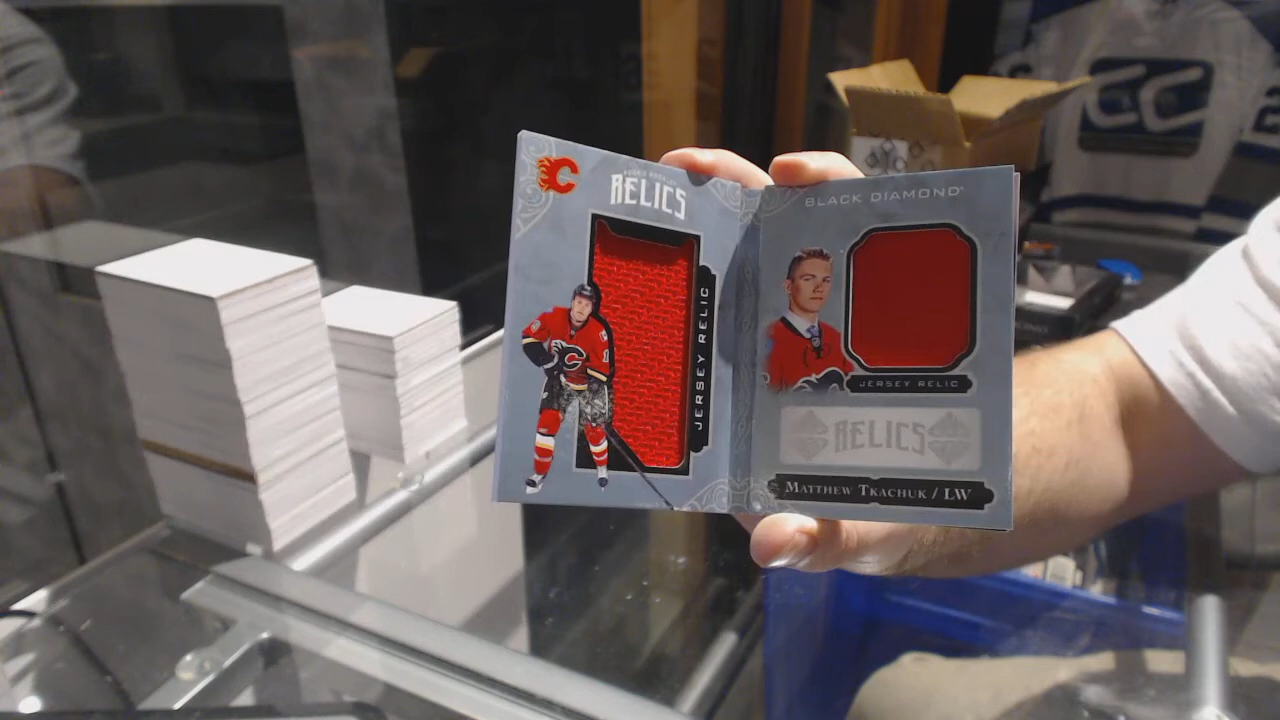 RELICS
JERSEY RELIC
BLACK DIAMOND
JERSEY RELIC
RELICS
MATTHEW TKACHUK / LW